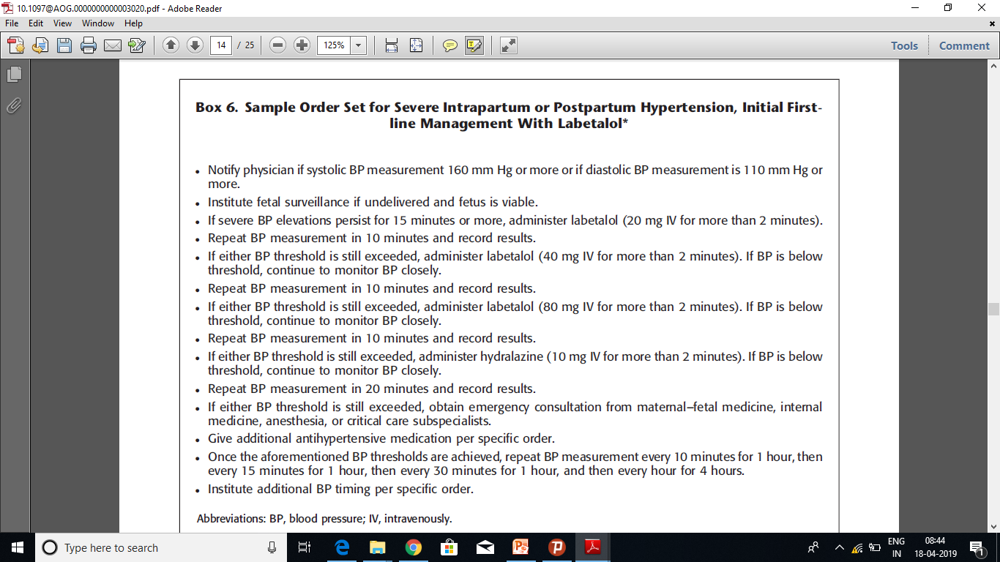 10.1097@AOG.0000000000003020.pdf - Adobe Reader
File Edit View Window Help
14 / 25 125% Tools Comment
Box 6. Sample Order Set for Severe Intrapartum or Postpartum Hypertension, Initial First-
line Management With Labetalol*
• Notify physician if systolic BP measurement 160 mm Hg or more or if diastolic BP measurement is 110 mm Hg or
more.
• Institute fetal surveillance if undelivered and fetus is viable.
• If severe BP elevations persist for 15 minutes or more, administer labetalol (20 mg IV for more than 2 minutes).
• Repeat BP measurement in 10 minutes and record results.
• If either BP threshold is still exceeded, administer labetalol (40 mg IV for more than 2 minutes). If BP is below
threshold, continue to monitor BP closely.
• Repeat BP measurement in 10 minutes and record results.
• If either BP threshold is still exceeded, administer labetalol (80 mg IV for more than 2 minutes). If BP is below
threshold, continue to monitor BP closely.
• Repeat BP measurement in 10 minutes and record results.
• If either BP threshold is still exceeded, administer hydralazine (10 mg IV for more than 2 minutes). If BP is below
threshold, continue to monitor BP closely.
• Repeat BP measurement in 20 minutes and record results.
• If either BP threshold is still exceeded, obtain emergency consultation from maternal–fetal medicine, internal
medicine, anesthesia, or critical care subspecialists.
• Give additional antihypertensive medication per specific order.
• Once the aforementioned BP thresholds are achieved, repeat BP measurement every 10 minutes for 1 hour, then
every 15 minutes for 1 hour, then every 30 minutes for 1 hour, and then every hour for 4 hours.
• Institute additional BP timing per specific order.
Abbreviations: BP, blood pressure; IV, intravenously.
Type here to search
ENG 08:44
IN 18-04-2019 1